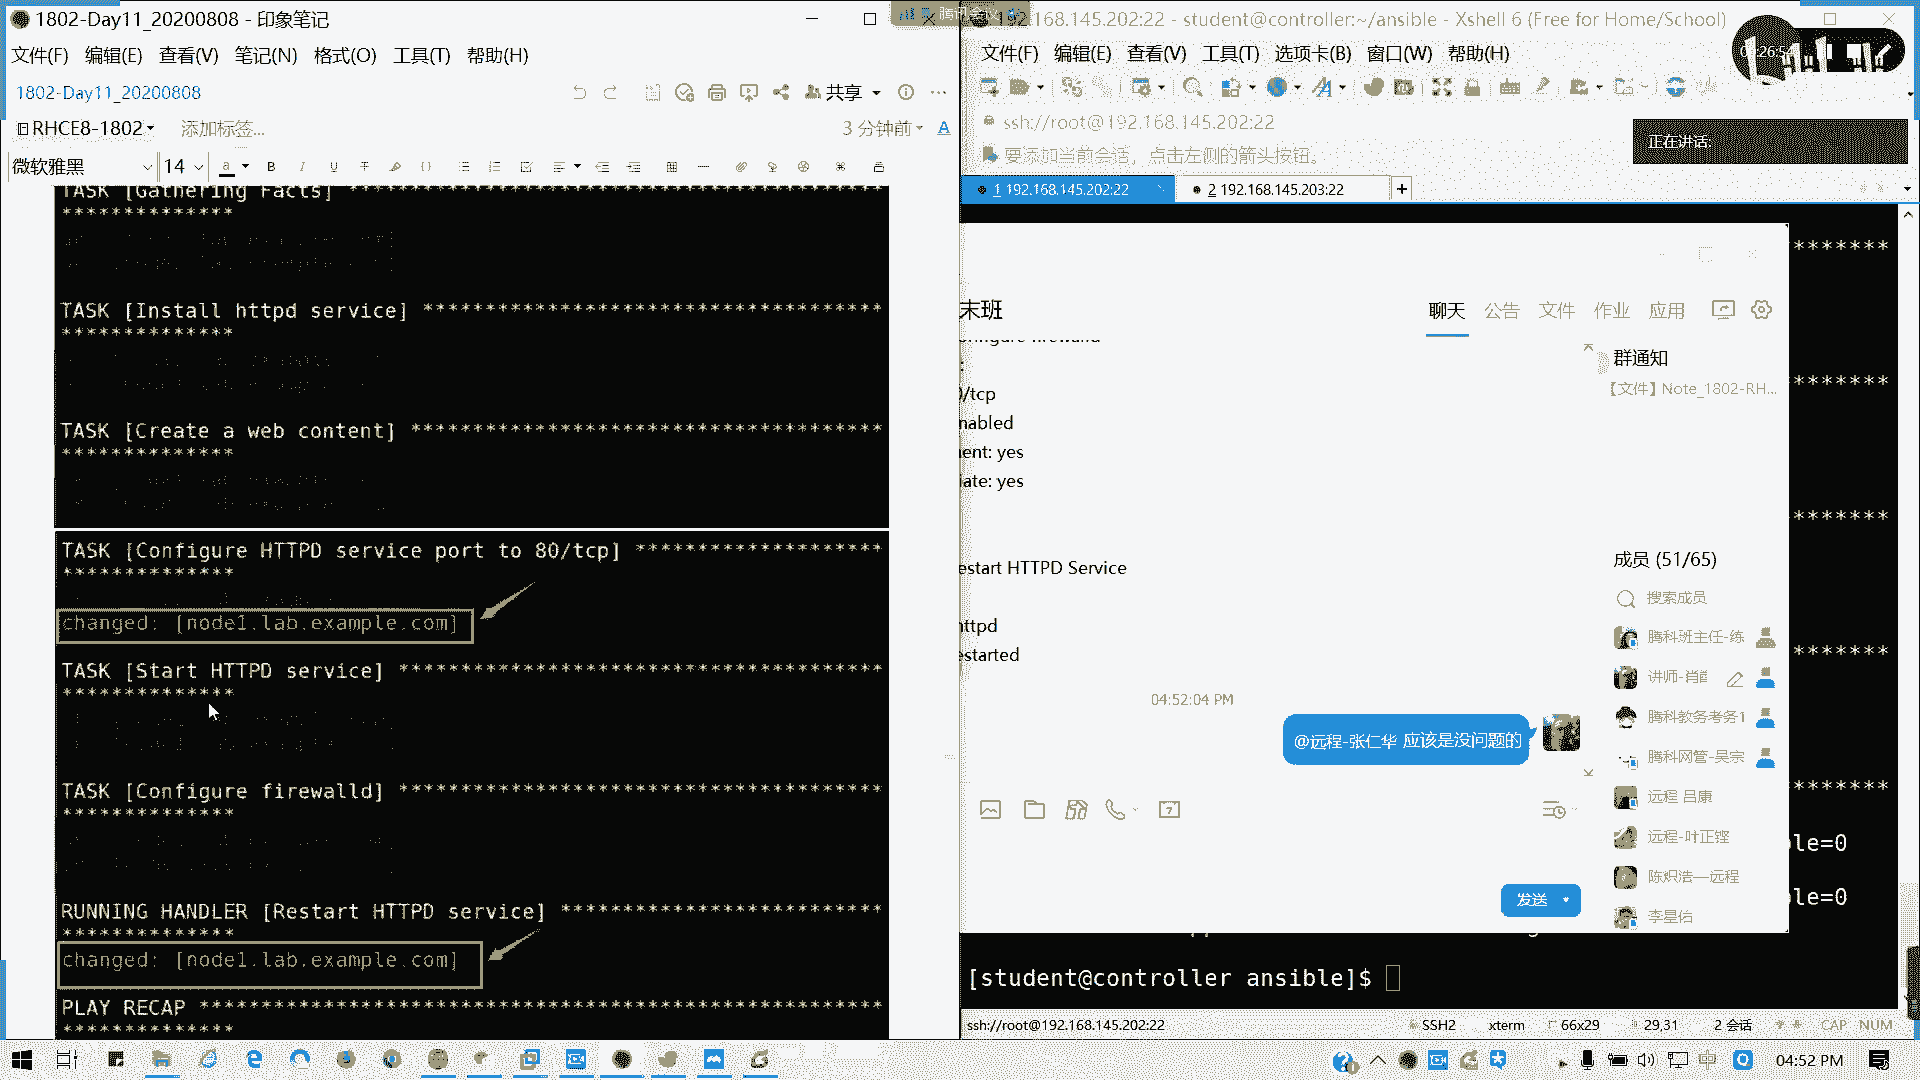 1802-Day11_20200808 - 印象笔记
文件(F) 编辑(E) 查看(V) 笔记(N) 格式(O) 工具(T) 帮助(H)
1802-Day11_20200808
共享
RHCE8-1802
添加标签...
3 分钟前
微软雅黑
14
TASK [Gathering Facts] ****************************************
**************
TASK [Install httpd service] *************************************
**************
TASK [Create a web content] **************************************
**************
TASK [Configure HTTPD service port to 80/tcp] ********************
**************
changed: [node1.lab.example.com]
TASK [Start HTTPD service] ***************************************
**************
TASK [Configure firewalld] ***************************************
**************
RUNNING HANDLER [Restart HTTPD service] **************************
**************
changed: [node1.lab.example.com]
PLAY RECAP *******************************************************
**************
腾讯会议
192.168.145.202:22 - student@controller:~/ansible - Xshell 6 (Free for Home/School)
文件(F) 编辑(E) 查看(V) 工具(T) 选项卡(B) 窗口(W) 帮助(H)
ssh://root@192.168.145.202:22
要添加当前会话，点击左侧的箭头按钮。
正在讲话:
1 192.168.145.202:22
2 192.168.145.203:22
末班
聊天 公告 文件 作业 应用
/tcp
nabled
ent: yes
iate: yes
estart HTTPD Service
httpd
estarted
04:52:04 PM
@远程-张仁华 应该是没问题的
发送
群通知
【文件】Note_1802-RH...
成员 (51/65)
搜索成员
腾科班主任-练
讲师-肖
腾科教务考务1
腾科网管-吴宗
远程 吕康
远程-叶正铿
陈炽法—远程
李星佑
*******
*******
*******
*******
*******
le=0
le=0
[student@controller ansible]$
ssh://root@192.168.145.202:22
SSH2
xterm
66x29
29,31
2 会话
CAP NUM
04:52 PM